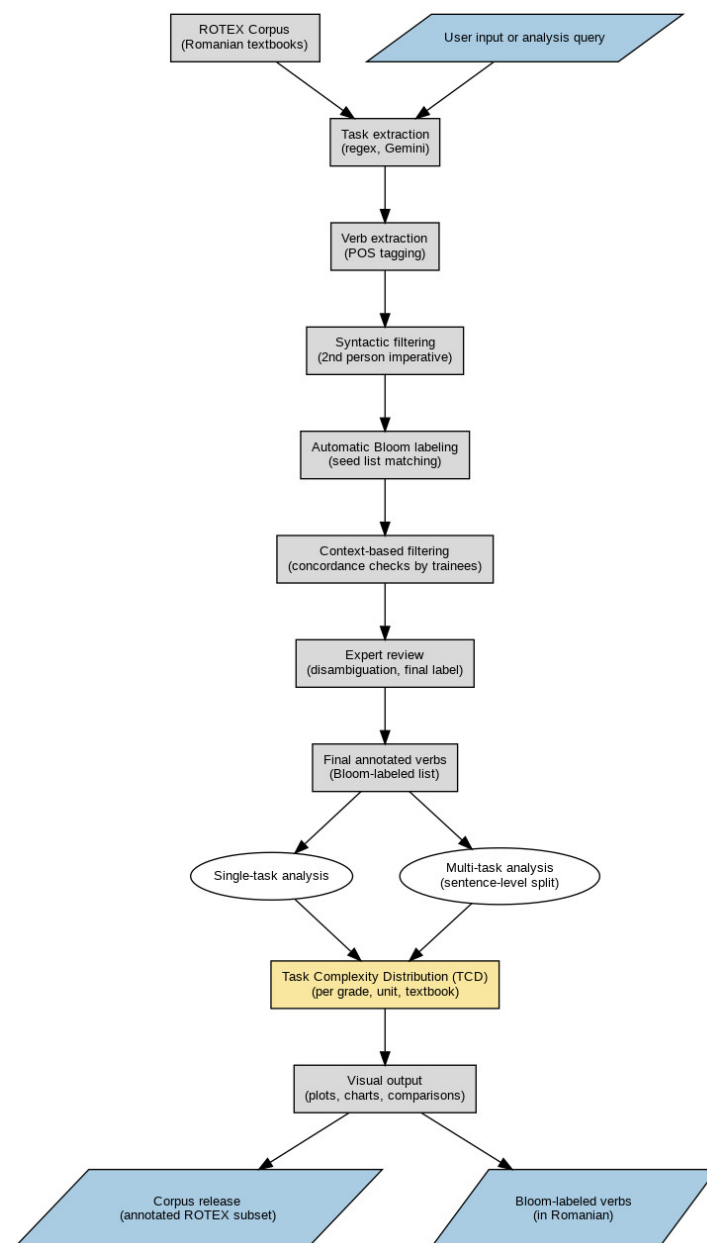 ROTEX Corpus
(Romanian textbooks)
User input or analysis query
Task extraction
(regex, Gemini)
Verb extraction
(POS tagging)
Syntactic filtering
(2nd person imperative)
Automatic Bloom labeling
(seed list matching)
Context-based filtering
(concordance checks by trainees)
Expert review
(disambiguation, final label)
Final annotated verbs
(Bloom-labeled list)
Single-task analysis
Multi-task analysis
(sentence-level split)
Task Complexity Distribution (TCD)
(per grade, unit, textbook)
Visual output
(plots, charts, comparisons)
Corpus release
(annotated ROTEX subset)
Bloom-labeled verbs
(in Romanian)